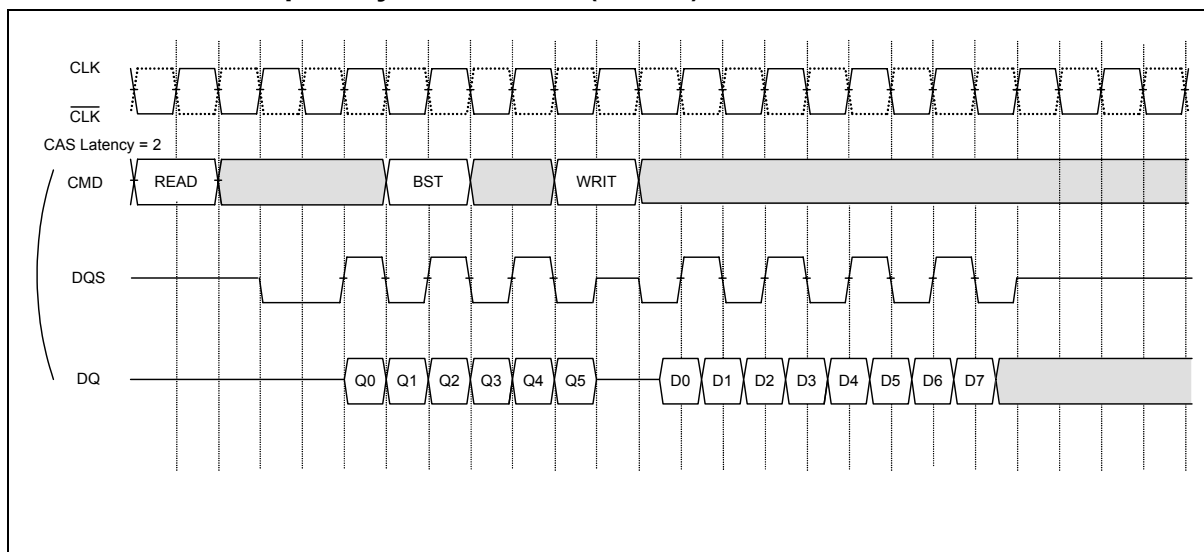 CLK
CLK
CAS Latency = 2
CMD READ BST WRIT
DQS
DQ Q0 Q1 Q2 Q3 Q4 Q5 D0 D1 D2 D3 D4 D5 D6 D7